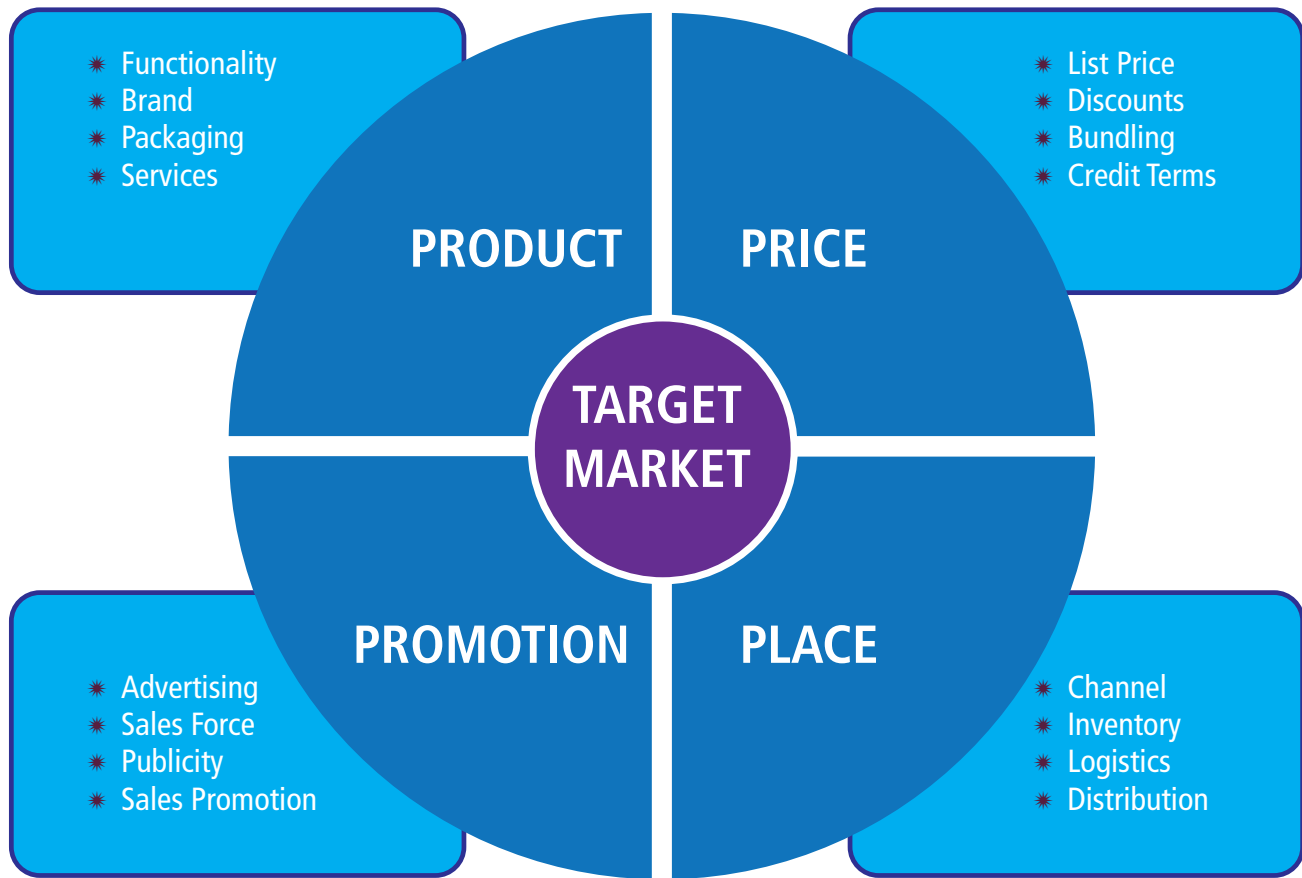 Functionality
Brand
Packaging
Services
PRODUCT
List Price
Discounts
Bundling
Credit Terms
PRICE
TARGET
MARKET
Advertising
Sales Force
Publicity
Sales Promotion
PROMOTION
Channel
Inventory
Logistics
Distribution
PLACE